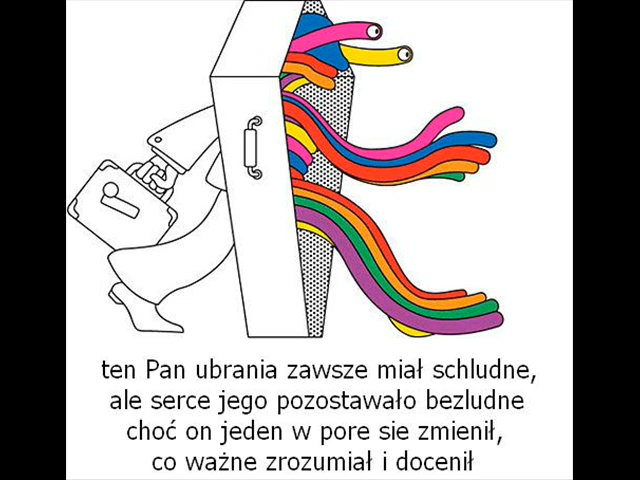 ten Pan ubrania zawsze miał schludne,
ale serce jego pozostawało bezludne
choć on jeden w pore sie zmienił,
co ważne zrozumiał i docenił